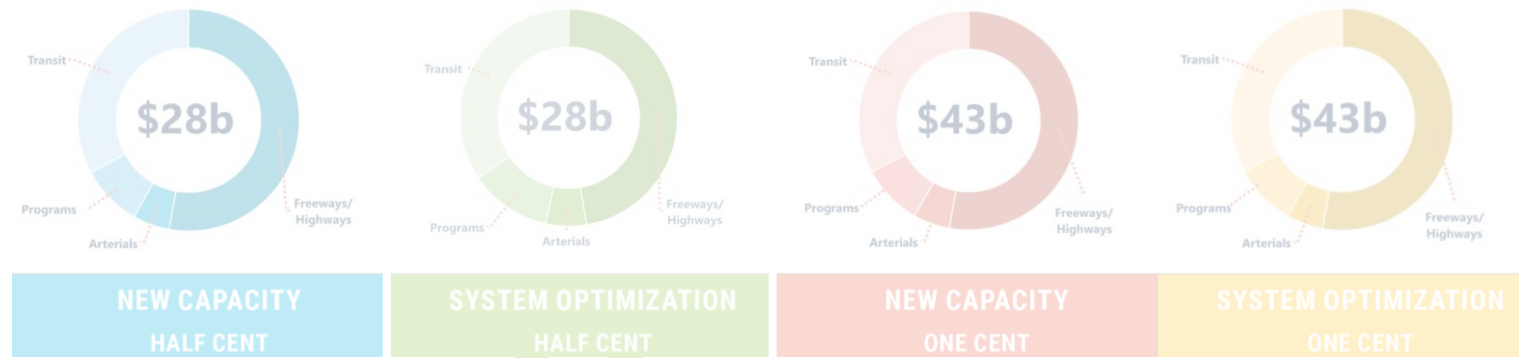 Transit
$28b
Programs
Arterials
Freeways/
Highways
NEW CAPACITY
HALF CENT
Transit
$28b
Programs
Arterials
Freeways/
Highways
SYSTEM OPTIMIZATION
HALF CENT
Transit
$43b
Programs
Arterials
Freeways/
Highways
NEW CAPACITY
ONE CENT
Transit
$43b
Programs
Arterials
Freeways/
Highways
SYSTEM OPTIMIZATION
ONE CENT